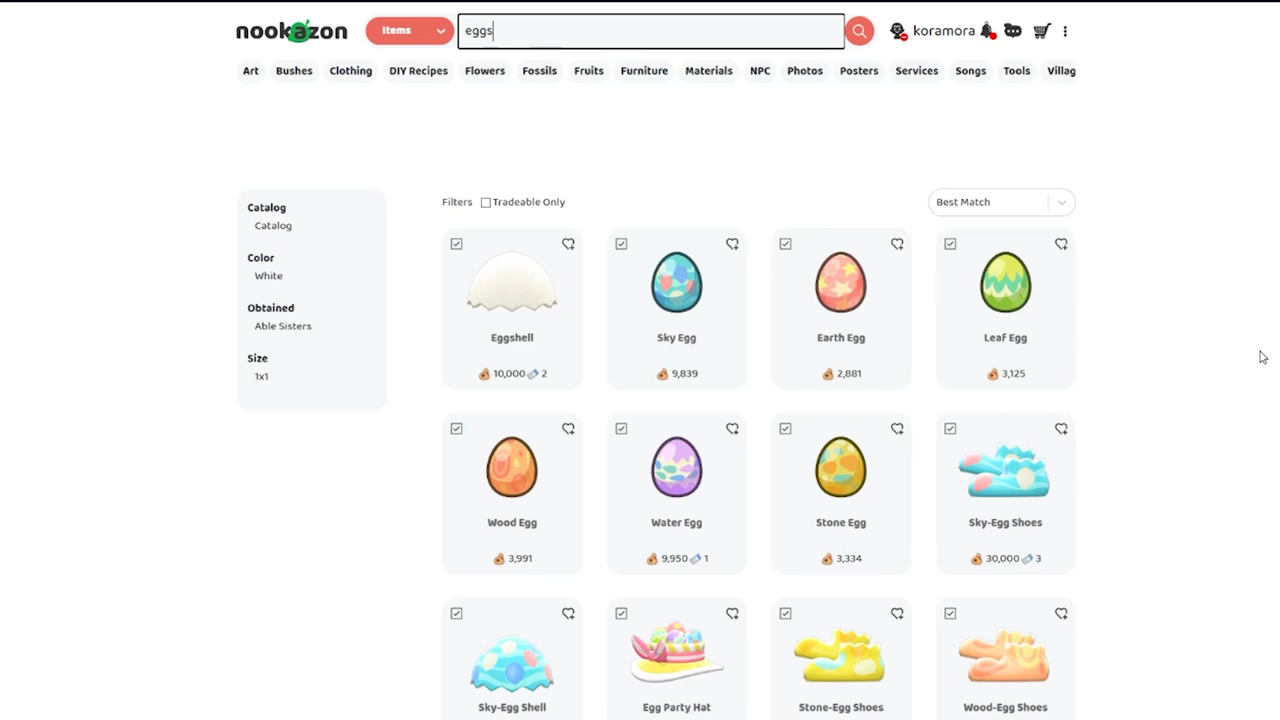 nookazon
Items
eggs
koramora
Art Bushes Clothing DIY Recipes Flowers Fossils Fruits Furniture Materials NPC Photos Posters Services Songs Tools Villag
Catalog
Catalog
Color
White
Obtained
Able Sisters
Size
1x1
Filters Tradeable Only
Best Match
Eggshell Sky Egg Earth Egg Leaf Egg
10,000 2 9,839 2,881 3,125
Wood Egg Water Egg Stone Egg Sky-Egg Shoes
3,991 9,950 1 3,334 30,000 3
Sky-Egg Shell Egg Party Hat Stone-Egg Shoes Wood-Egg Shoes